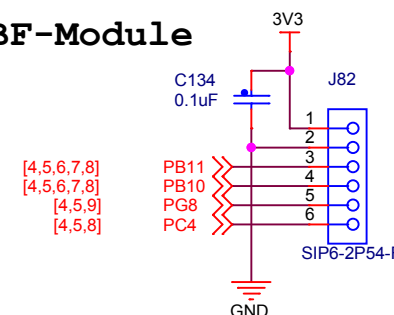 BF-Module
3V3
C134
0.1uF
J82
1
2
[4,5,6,7,8] PB11 3
[4,5,6,7,8] PB10 4
[4,5,9] PG8 5
[4,5,8] PC4 6
SIP6-2P54-
GND